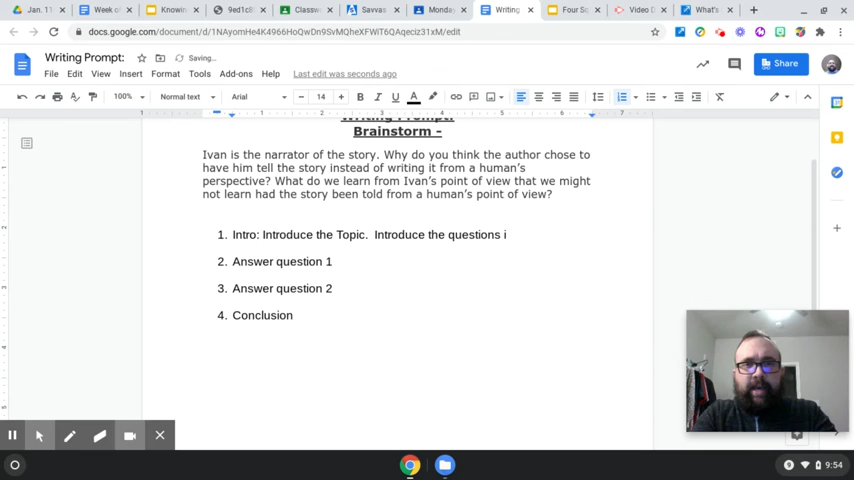 Jan. 11
Week of
Knowin
9ed1c8
Classw
Savvas
Monday
Writing
Four Sq
Video D
What's
docs.google.com/document/d/1NAyomHe4K4966HoQwDn9SvMQheXFWlT6QAqeciz31xM/edit
Writing Prompt:
Saving...
Share
File Edit View Insert Format Tools Add-ons Help Last edit was seconds ago
100% Normal text Arial 14 B I U A
Writing Prompt:
Brainstorm -
Ivan is the narrator of the story. Why do you think the author chose to
have him tell the story instead of writing it from a human's
perspective? What do we learn from Ivan's point of view that we might
not learn had the story been told from a human's point of view?
1. Intro: Introduce the Topic. Introduce the questions i
2. Answer question 1
3. Answer question 2
4. Conclusion
9:54